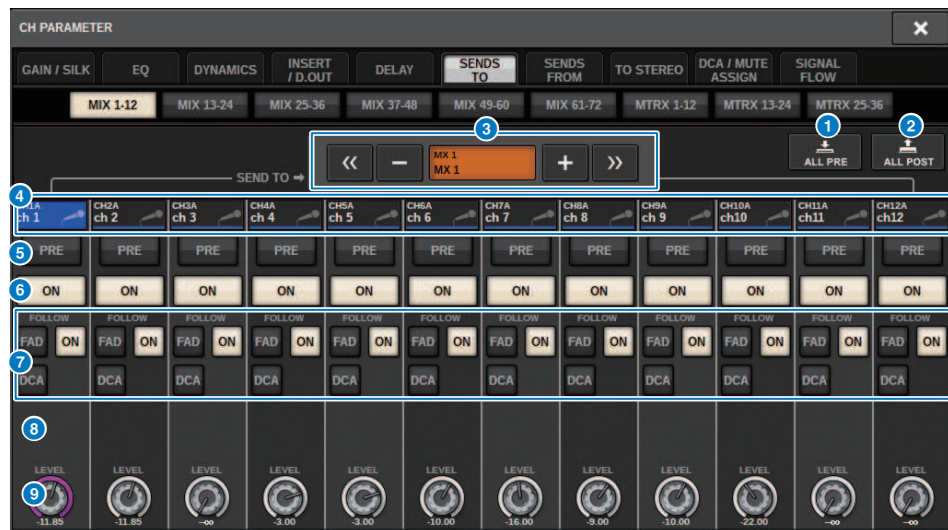 CH PARAMETER
GAIN / SILK EQ DYNAMICS INSERT / D.OUT DELAY SENDS TO SENDS FROM TO STEREO DCA / MUTE ASSIGN SIGNAL FLOW
MIX 1-12 MIX 13-24 MIX 25-36 MIX 37-48 MIX 49-60 MIX 61-72 MTRX 1-12 MTRX 13-24 MTRX 25-36
3 1 2
MX 1
MX 1
ALL PRE ALL POST
SEND TO
4
CH1A CH2A CH3A CH4A CH5A CH6A CH7A CH8A CH9A CH10A CH11A CH12A
ch 1 ch 2 ch 3 ch 4 ch 5 ch 6 ch 7 ch 8 ch 9 ch10 ch11 ch12
5 PRE PRE PRE PRE PRE PRE PRE PRE PRE PRE PRE PRE
6 ON ON ON ON ON ON ON ON ON ON ON ON
FOLLOW FOLLOW FOLLOW FOLLOW FOLLOW FOLLOW FOLLOW FOLLOW FOLLOW FOLLOW FOLLOW FOLLOW
FAD ON FAD ON FAD ON FAD ON FAD ON FAD ON FAD ON FAD ON FAD ON FAD ON FAD ON FAD ON
7
DCA DCA DCA DCA DCA DCA DCA DCA DCA DCA DCA DCA
8
LEVEL LEVEL LEVEL LEVEL LEVEL LEVEL LEVEL LEVEL LEVEL LEVEL LEVEL LEVEL
9
-11.85 -11.85 -∞ -3.00 -3.00 -10.00 -16.00 -9.00 -10.00 -22.00 -∞ -∞